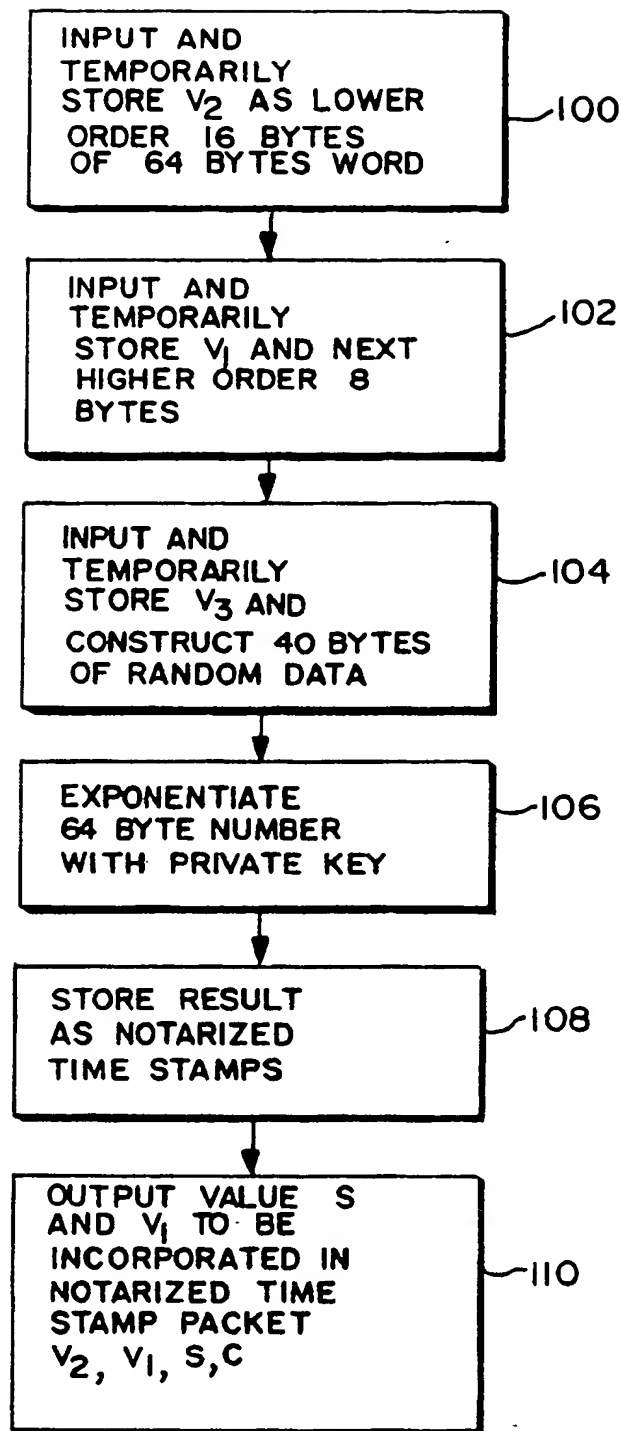 INPUT AND
TEMPORARILY
STORE V₂ AS LOWER
ORDER 16 BYTES
OF 64 BYTES WORD
100
INPUT AND
TEMPORARILY
STORE V₁ AND NEXT
HIGHER ORDER 8
BYTES
102
INPUT AND
TEMPORARILY
STORE V₃ AND
CONSTRUCT 40 BYTES
OF RANDOM DATA
104
EXPONENTIATE
64 BYTE NUMBER
WITH PRIVATE KEY
106
STORE RESULT
AS NOTARIZED
TIME STAMPS
108
OUTPUT VALUE S
AND V₁ TO BE
INCORPORATED IN
NOTARIZED TIME
STAMP PACKET
V₂, V₁, S, C
110